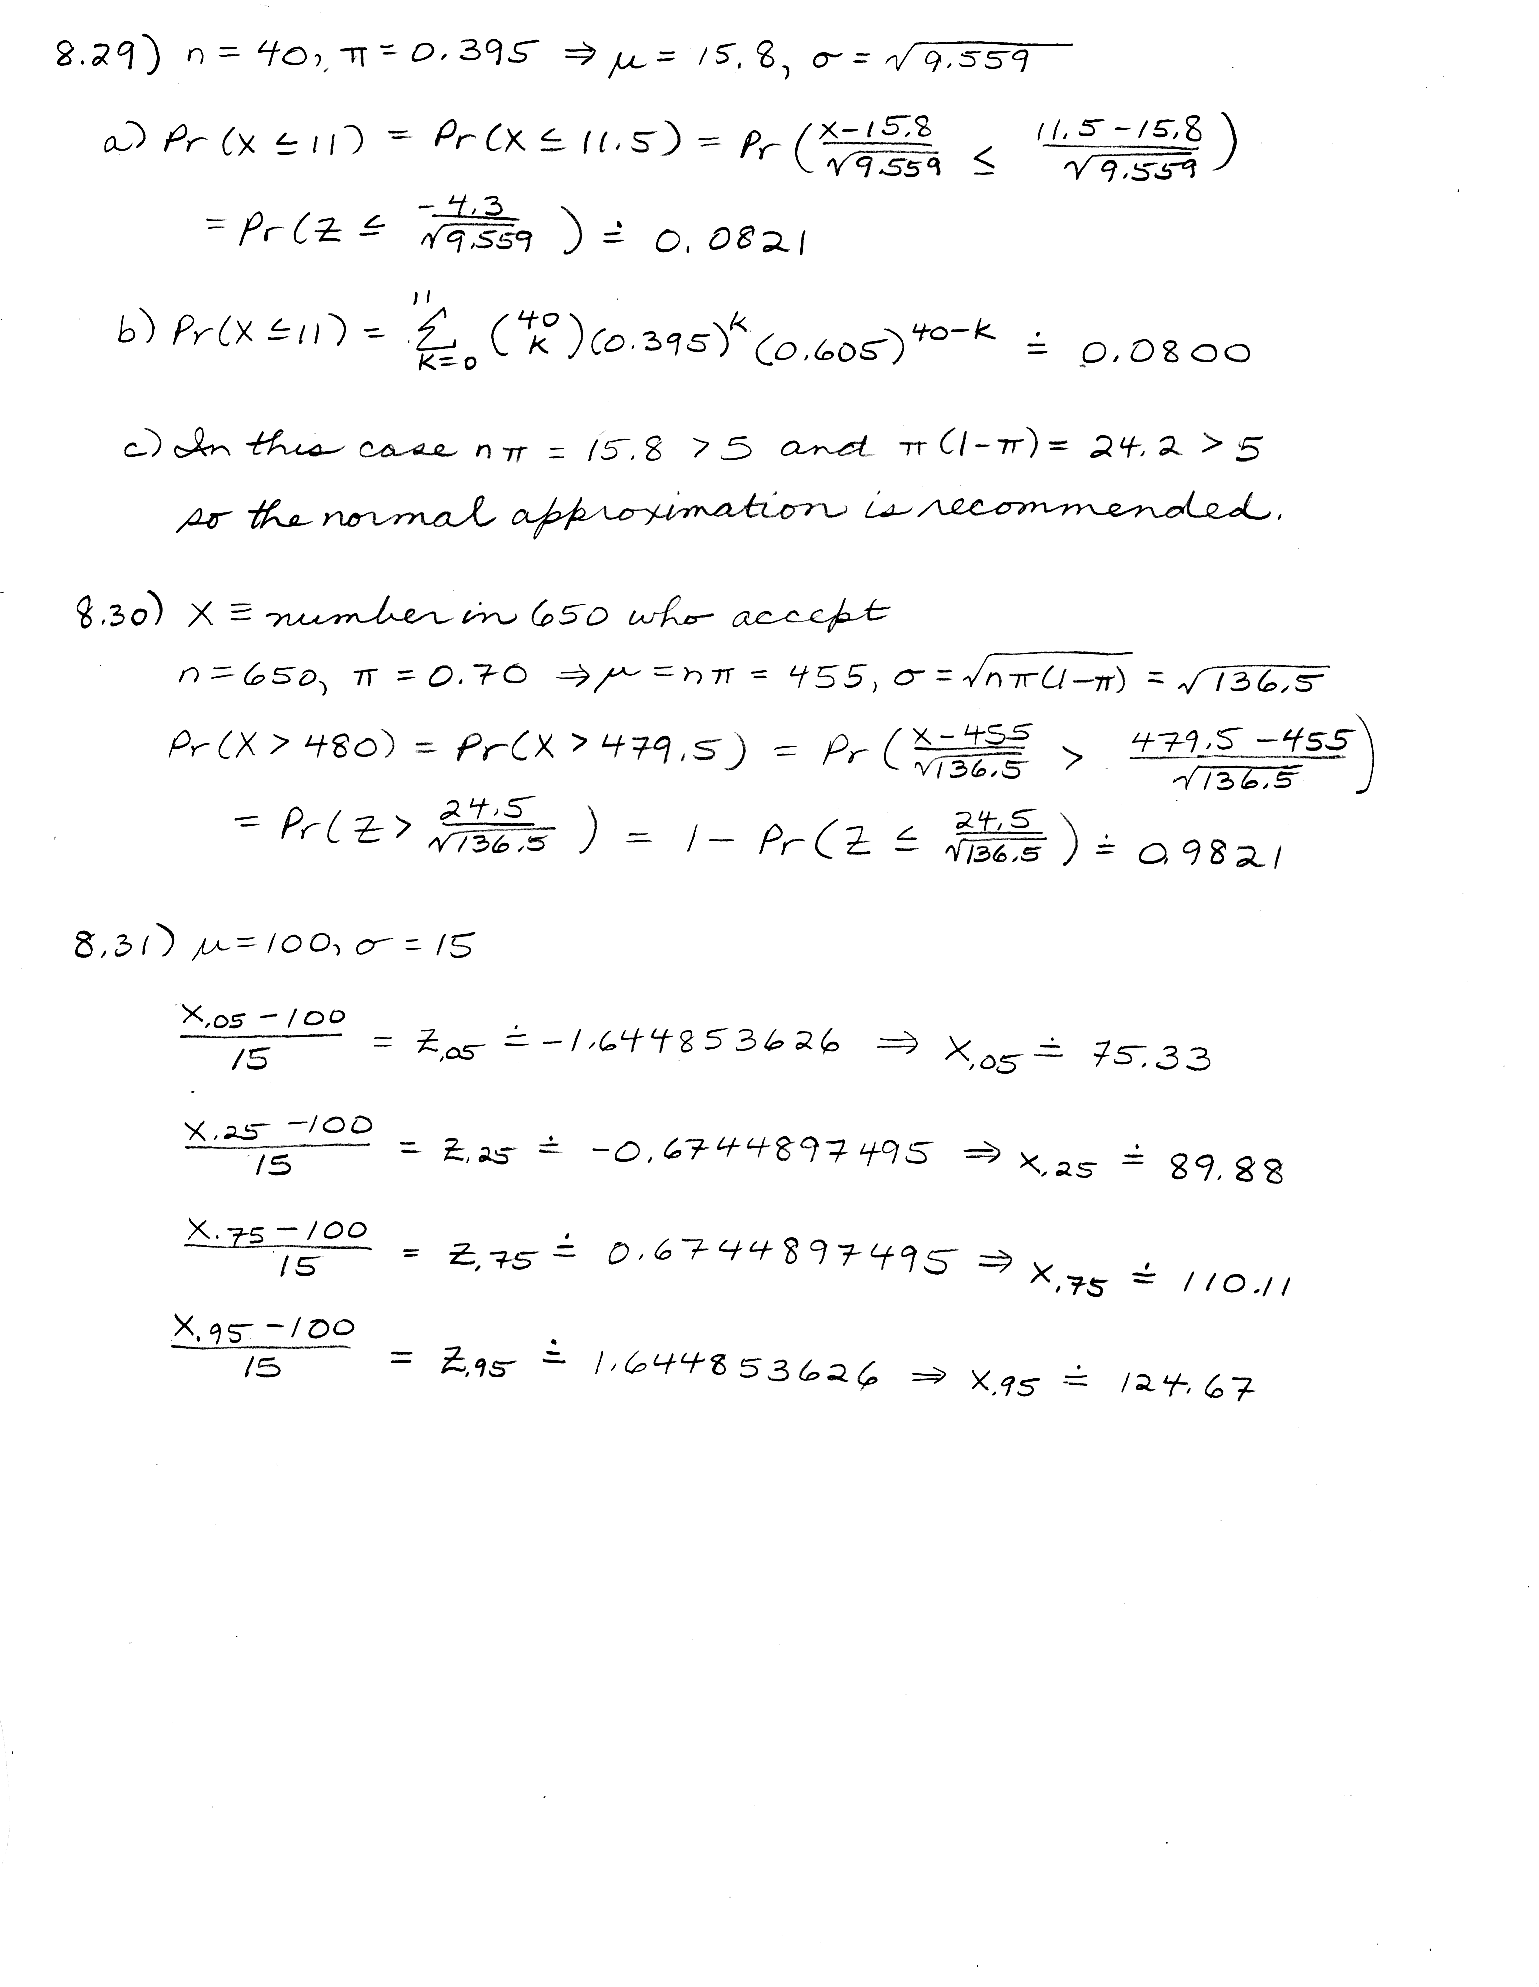 8.29) n = 40, π = 0.395 ⇒ μ = 15.8, σ = √9.559
a) Pr(X ≤ 11) = Pr(X ≤ 11.5) = Pr( (X-15.8)/√9.559 ≤ (11.5-15.8)/√9.559 )
= Pr(Z ≤ -4.3/√9.559 ) ≐ 0.0821
b) Pr(X ≤ 11) = Σ_{K=0}^{11} (40 K)(0.395)^K (0.605)^{40-K} ≐ 0.0800
c) In this case nπ = 15.8 > 5 and π(1-π) = 24.2 > 5
so the normal approximation is recommended.
8.30) X ≡ number in 650 who accept
n = 650, π = 0.70 ⇒ μ = nπ = 455, σ = √nπ(1-π) = √136.5
Pr(X > 480) = Pr(X > 479.5) = Pr( (X-455)/√136.5 > (479.5-455)/√136.5 )
= Pr(Z > 24.5/√136.5 ) = 1 - Pr(Z ≤ 24.5/√136.5 ) ≐ 0.9821
8.31) μ = 100, σ = 15
(X.05 - 100)/15 = Z.05 ≐ -1.644853626 ⇒ X.05 ≐ 75.33
(X.25 - 100)/15 = Z.25 ≐ -0.6744897495 ⇒ X.25 ≐ 89.88
(X.75 - 100)/15 = Z.75 ≐ 0.6744897495 ⇒ X.75 ≐ 110.11
(X.95 - 100)/15 = Z.95 ≐ 1.644853626 ⇒ X.95 ≐ 124.67